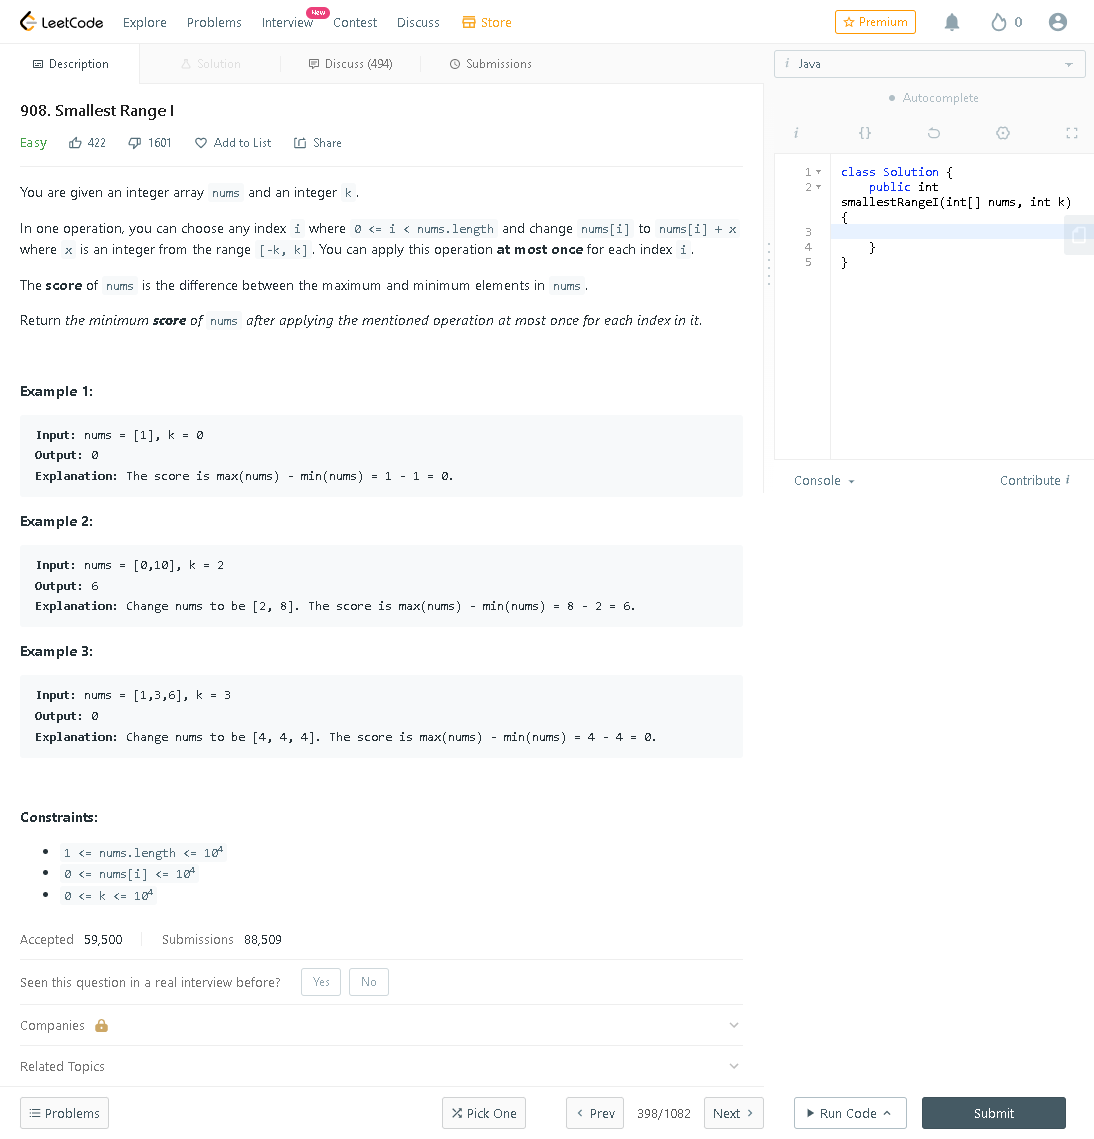 LeetCode Explore Problems Interview New Contest Discuss Store Premium 0
Description Solution Discuss (494) Submissions i Java
Autocomplete
i {}
908. Smallest Range I
Easy 422 1601 Add to List Share
You are given an integer array nums and an integer k.
In one operation, you can choose any index i where 0 <= i < nums.length and change nums[i] to nums[i] + x
where x is an integer from the range [-k, k]. You can apply this operation at most once for each index i.
The score of nums is the difference between the maximum and minimum elements in nums.
Return the minimum score of nums after applying the mentioned operation at most once for each index in it.
Example 1:
Input: nums = [1], k = 0
Output: 0
Explanation: The score is max(nums) - min(nums) = 1 - 1 = 0.
Example 2:
Input: nums = [0,10], k = 2
Output: 6
Explanation: Change nums to be [2, 8]. The score is max(nums) - min(nums) = 8 - 2 = 6.
Example 3:
Input: nums = [1,3,6], k = 3
Output: 0
Explanation: Change nums to be [4, 4, 4]. The score is max(nums) - min(nums) = 4 - 4 = 0.
Constraints:
1 <= nums.length <= 10⁴
0 <= nums[i] <= 10⁴
0 <= k <= 10⁴
Accepted 59,500 Submissions 88,509
Seen this question in a real interview before? Yes No
Companies
Related Topics
Problems Pick One Prev 398/1082 Next
1 class Solution {
2 public int
smallestRangeI(int[] nums, int k)
{
3
4 }
5 }
Console Contribute i
Run Code Submit